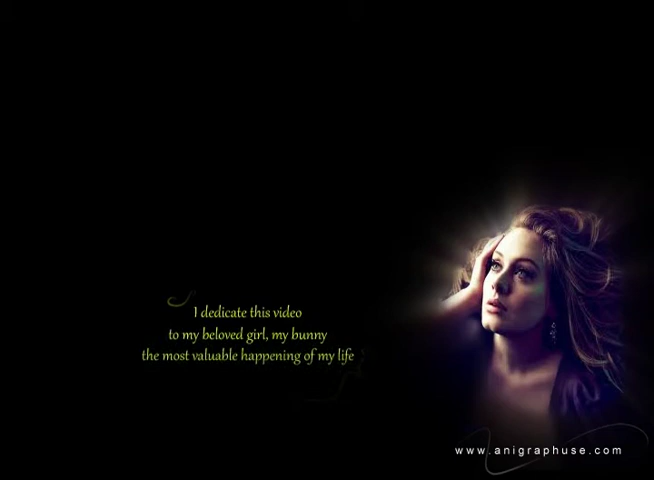 I dedicate this video
to my beloved girl, my bunny
the most valuable happening of my life
www.anigraphuse.com